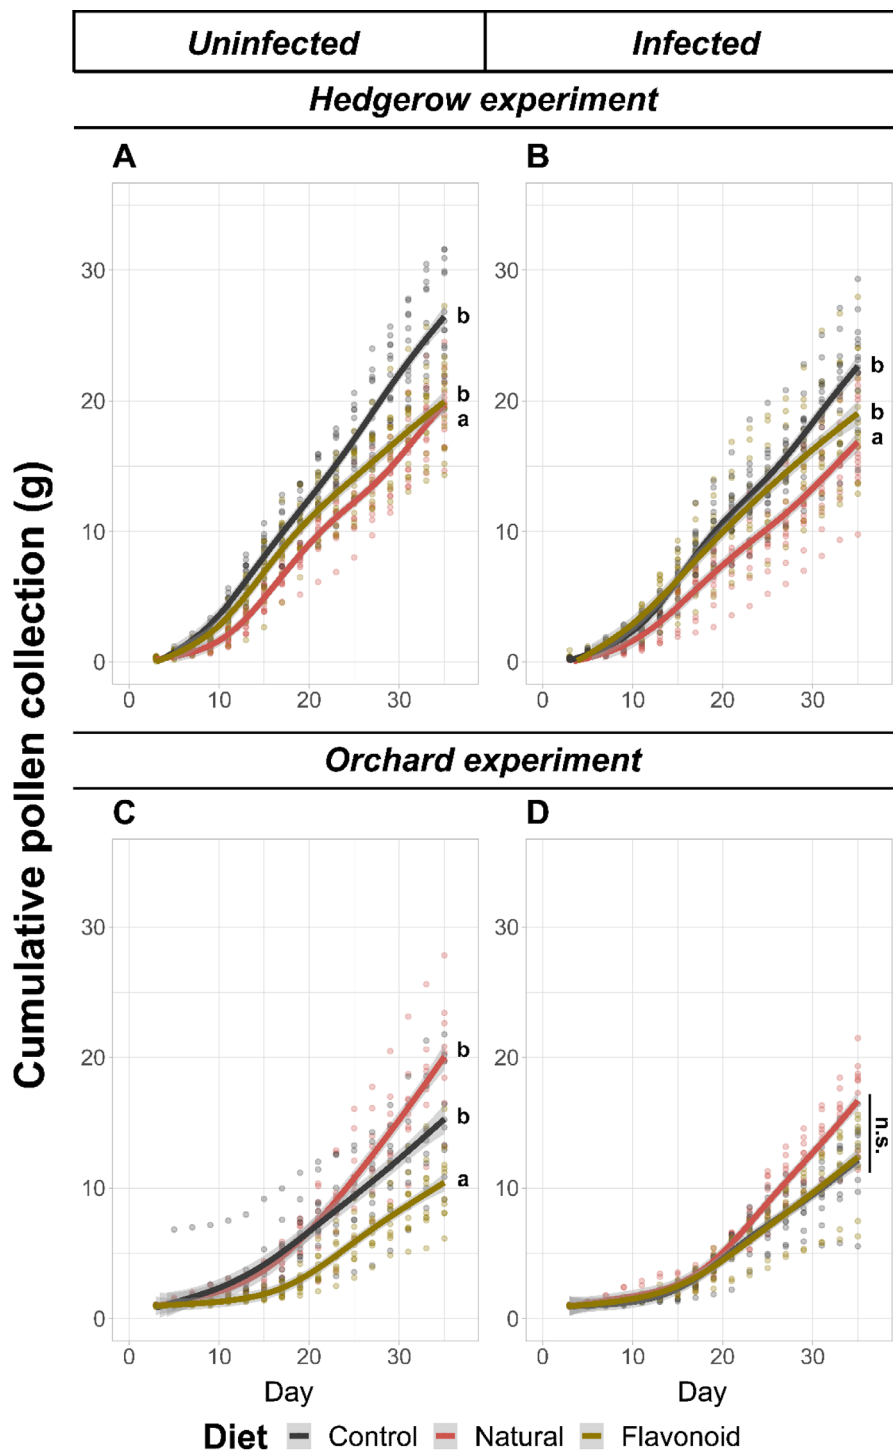 Uninfected Infected
Hedgerow experiment
A B
30 30
b
b
20 b 20 b
a a
10 10
0 0
0 10 20 30 0 10 20 30
Cumulative pollen collection (g)
Orchard experiment
C D
30 30
20 b 20
b
n.s.
10 a 10
0 0
0 10 20 30 0 10 20 30
Day Day
Diet Control Natural Flavonoid